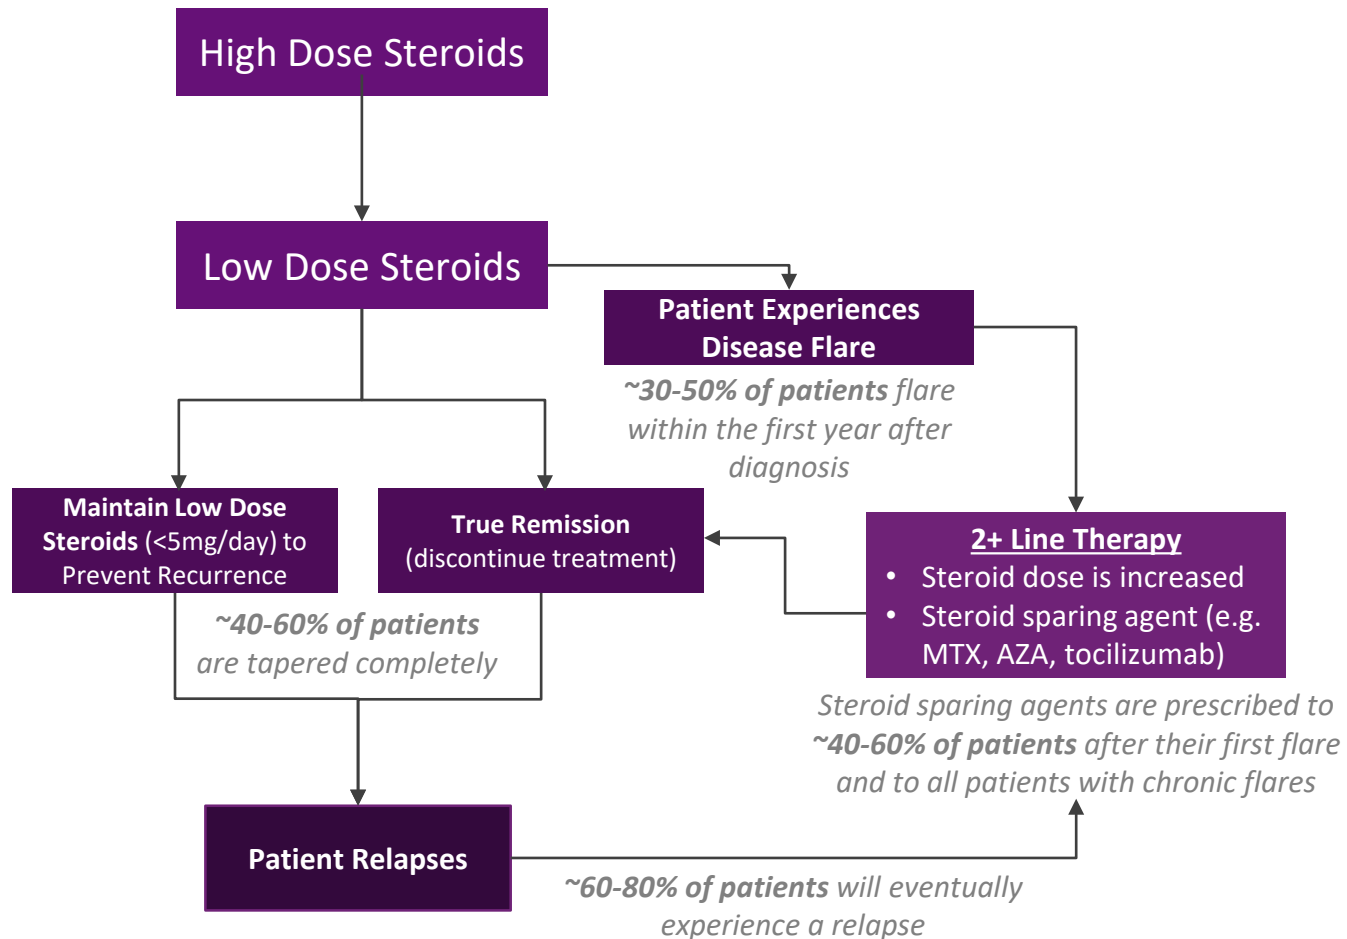 High Dose Steroids
Low Dose Steroids
Patient Experiences
Disease Flare
~30-50% of patients flare
within the first year after
diagnosis
Maintain Low Dose
Steroids (<5mg/day) to
Prevent Recurrence
True Remission
(discontinue treatment)
2+ Line Therapy
• Steroid dose is increased
• Steroid sparing agent (e.g.
MTX, AZA, tocilizumab)
~40-60% of patients
are tapered completely
Steroid sparing agents are prescribed to
~40-60% of patients after their first flare
and to all patients with chronic flares
Patient Relapses
~60-80% of patients will eventually
experience a relapse